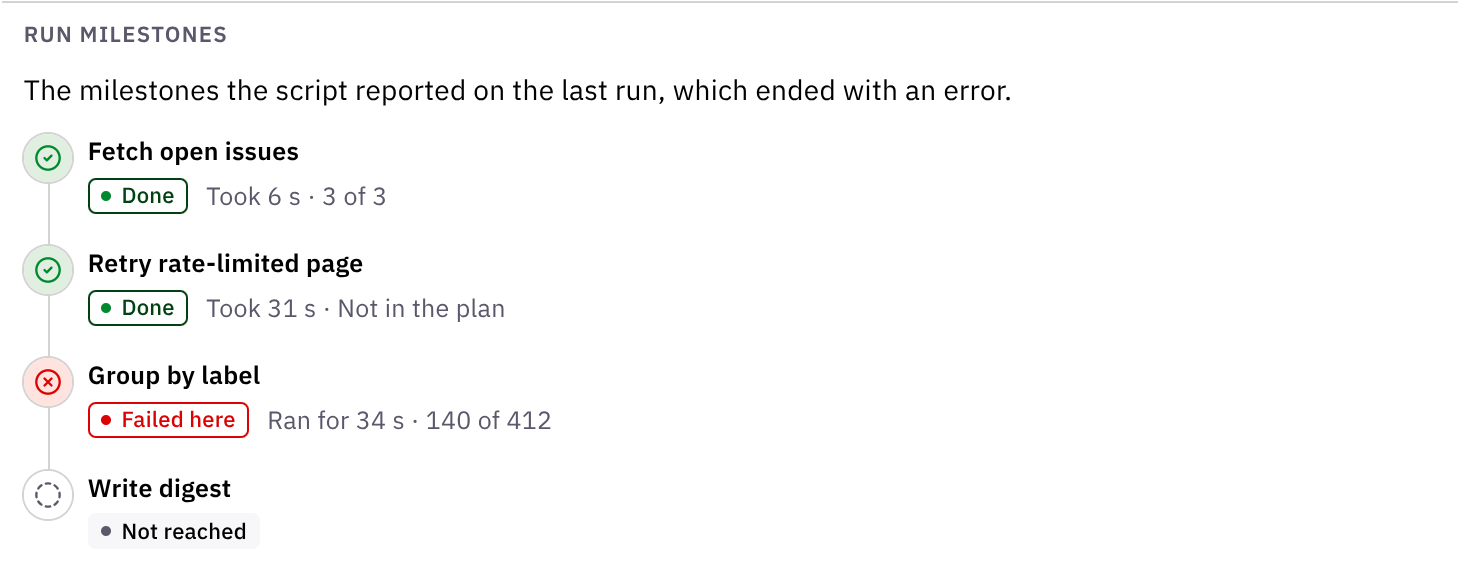 RUN MILESTONES
The milestones the script reported on the last run, which ended with an error.
Fetch open issues
Done Took 6 s · 3 of 3
Retry rate-limited page
Done Took 31 s · Not in the plan
Group by label
Failed here Ran for 34 s · 140 of 412
Write digest
Not reached